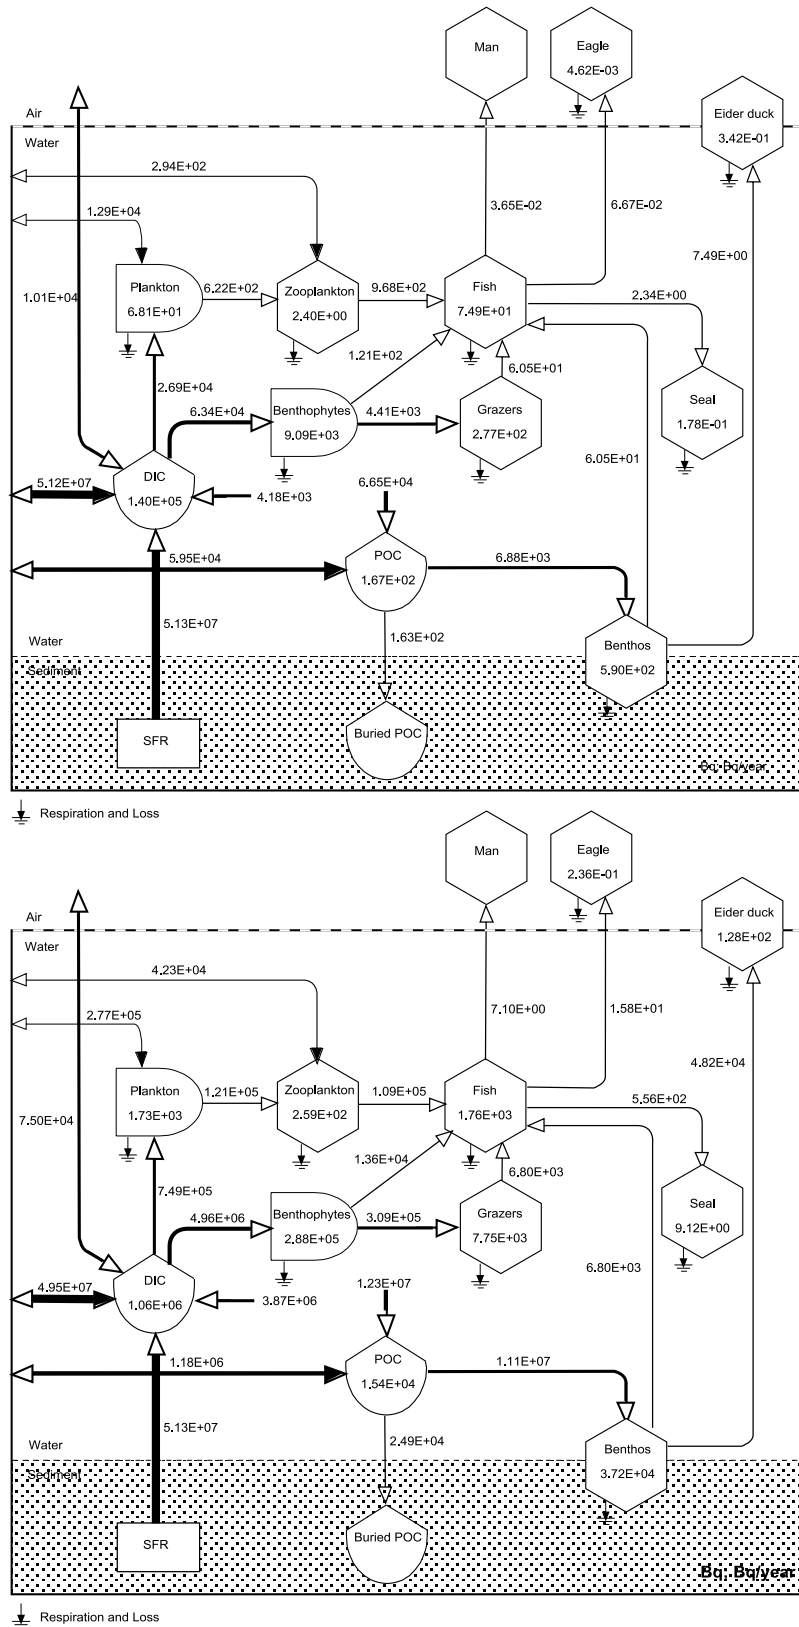 Man
Eagle
4.62E-03
Eider duck
3.42E-01
Air
Water
2.94E+02
1.29E+04
3.65E-02
6.67E-02
7.49E+00
1.01E+04
Plankton
6.81E+01
6.22E+02
Zooplankton
2.40E+00
9.68E+02
Fish
7.49E+01
2.34E+00
1.21E+02
6.05E+01
2.69E+04
6.34E+04
Benthophytes
9.09E+03
4.41E+03
Grazers
2.77E+02
Seal
1.78E-01
6.05E+01
DIC
1.40E+05
5.12E+07
4.18E+03
6.65E+04
5.95E+04
POC
1.67E+02
6.88E+03
5.13E+07
1.63E+02
Water
Sediment
Benthos
5.90E+02
SFR
Buried POC
Bq; Bq/year
Respiration and Loss
Man
Eagle
2.36E-01
Eider duck
1.28E+02
Air
Water
4.23E+04
2.77E+05
7.10E+00
1.58E+01
4.82E+04
7.50E+04
Plankton
1.73E+03
1.21E+05
Zooplankton
2.59E+02
1.09E+05
Fish
1.76E+03
5.56E+02
1.36E+04
6.80E+03
7.49E+05
4.96E+06
Benthophytes
2.88E+05
3.09E+05
Grazers
7.75E+03
Seal
9.12E+00
6.80E+03
DIC
1.06E+06
4.95E+07
3.87E+06
1.23E+07
1.18E+06
POC
1.54E+04
1.11E+07
5.13E+07
2.49E+04
Water
Sediment
Benthos
3.72E+04
SFR
Buried POC
Bq; Bq/year
Respiration and Loss